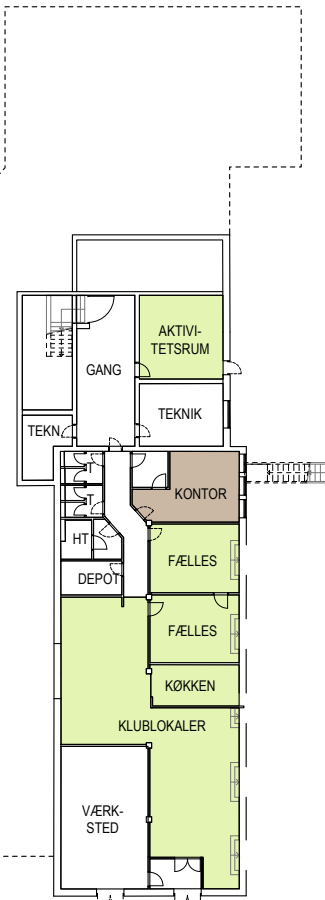 AKTIVI-
TETSRUM
GANG
TEKNIK
TEKN.
T
KONTOR
T
HT
FÆLLES
DEPOT
FÆLLES
KØKKEN
KLUBLOKALER
VÆRK-
STED